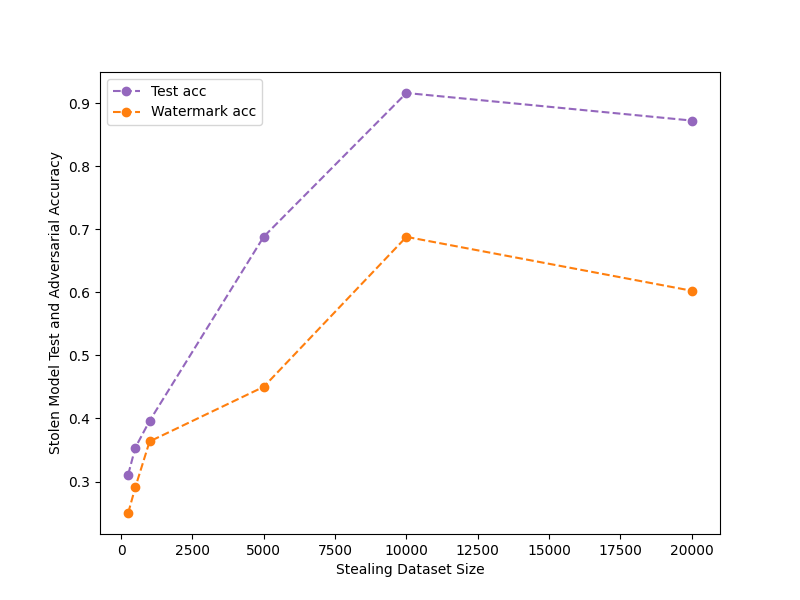 Test acc
Watermark acc
Stolen Model Test and Adversarial Accuracy
0.9
0.8
0.7
0.6
0.5
0.4
0.3
0 2500 5000 7500 10000 12500 15000 17500 20000
Stealing Dataset Size